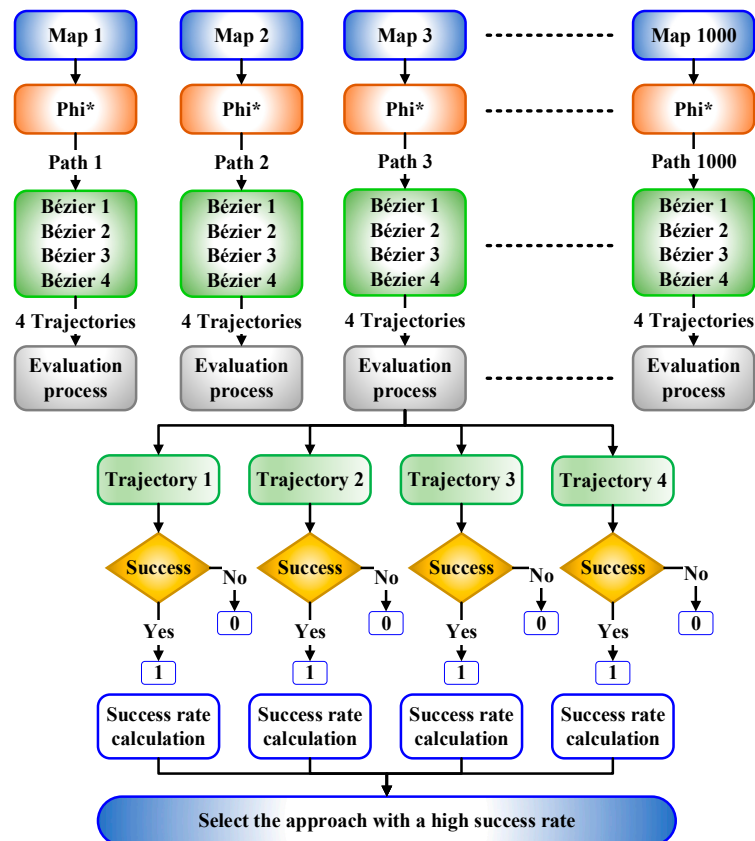 Map 1
Map 2
Map 3
Map 1000
Phi*
Phi*
Phi*
Phi*
Path 1
Path 2
Path 3
Path 1000
Bézier 1
Bézier 2
Bézier 3
Bézier 4
Bézier 1
Bézier 2
Bézier 3
Bézier 4
Bézier 1
Bézier 2
Bézier 3
Bézier 4
Bézier 1
Bézier 2
Bézier 3
Bézier 4
4 Trajectories
4 Trajectories
4 Trajectories
4 Trajectories
Evaluation
process
Evaluation
process
Evaluation
process
Evaluation
process
Trajectory 1
Trajectory 2
Trajectory 3
Trajectory 4
Success
No
0
Yes
1
Success
No
0
Yes
1
Success
No
0
Yes
1
Success
No
0
Yes
1
Success rate
calculation
Success rate
calculation
Success rate
calculation
Success rate
calculation
Select the approach with a high success rate